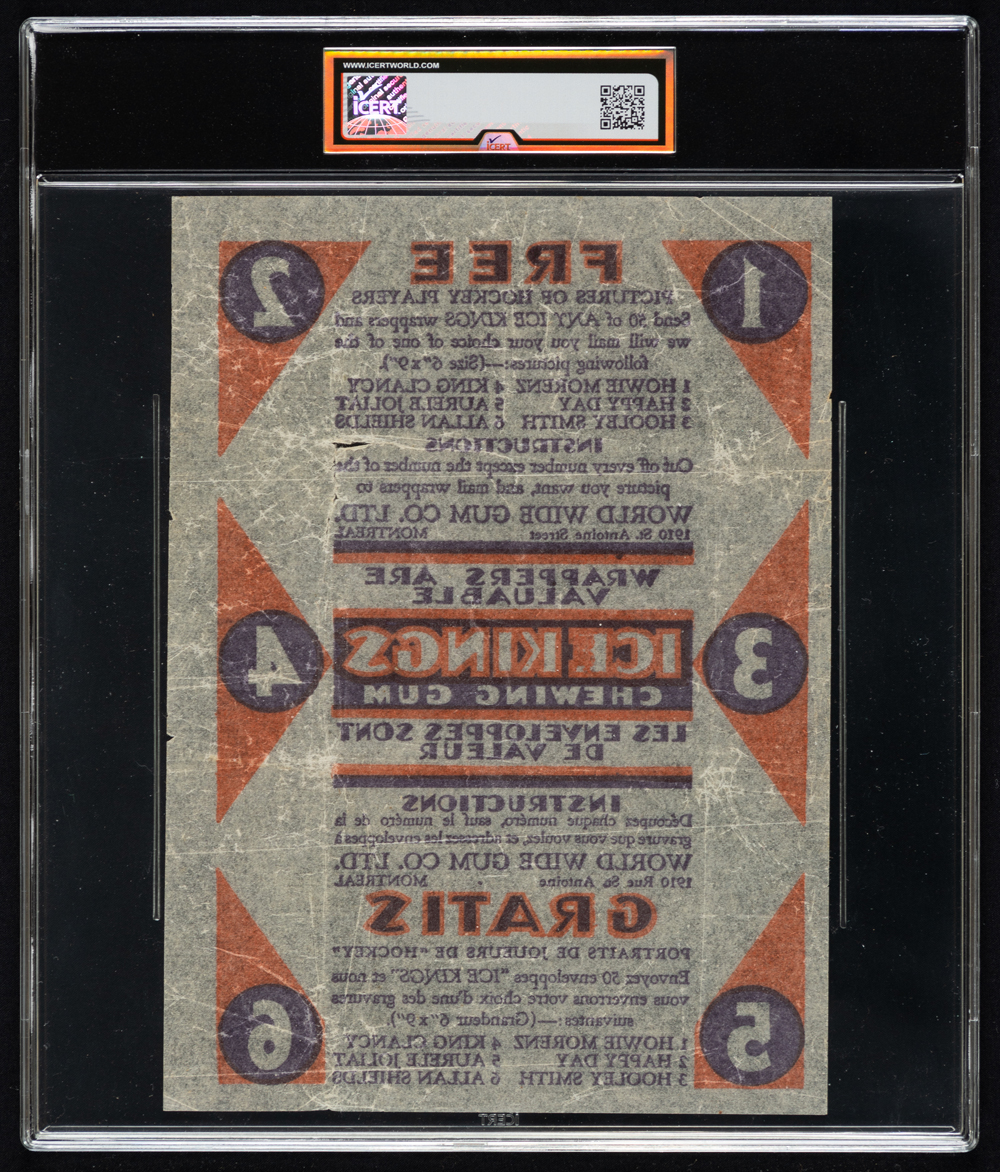 WWW.ICERTWORLD.COM
iCERT
iCERT
1
2
FREE
PICTURES OF HOCKEY PLAYERS
Send 50 of ANY ICE KINGS wrappers and
we will mail you your choice of one of the
following pictures:—(Size 6"x9").
1 HOWIE MORENZ 4 KING CLANCY
2 HAPPY DAY 5 AURELE JOLIAT
3 HOOLEY SMITH 6 ALLAN SHIELDS
INSTRUCTIONS
Cut off every number except the number of the
picture you want, and mail wrappers to
WORLD WIDE GUM CO. LTD.
1910 St. Antoine Street MONTREAL
WRAPPERS ARE
VALUABLE
3
ICE KINGS
4
CHEWING GUM
LES ENVELOPPES SONT
DE VALEUR
INSTRUCTIONS
Découpez chaque numéro, sauf le numéro de la
gravure que vous voulez, et adressez les enveloppes à
WORLD WIDE GUM CO. LTD.
1910 Rue St. Antoine MONTREAL
GRATIS
PORTRAITS DE JOUEURS DE "HOCKEY"
Envoyez 50 enveloppes "ICE KINGS" et nous
vous enverrons votre choix d'une des gravures
suivantes:—(Grandeur 6"x9").
1 HOWIE MORENZ 4 KING CLANCY
2 HAPPY DAY 5 AURELE JOLIAT
3 HOOLEY SMITH 6 ALLAN SHIELDS
5
6
iCERT